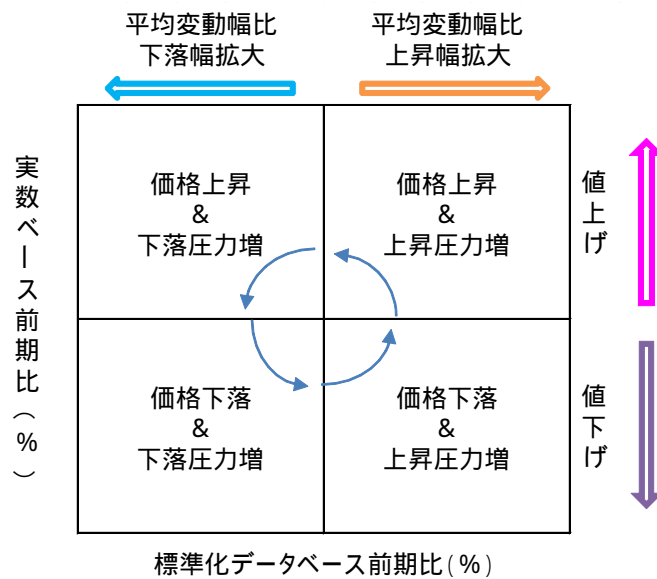 平均変動幅比
下落幅拡大
平均変動幅比
上昇幅拡大
実数ベース前期比(%)
価格上昇
&
下落圧力増
価格上昇
&
上昇圧力増
値上げ
価格下落
&
下落圧力増
価格下落
&
上昇圧力増
値下げ
標準化データベース前期比(%)